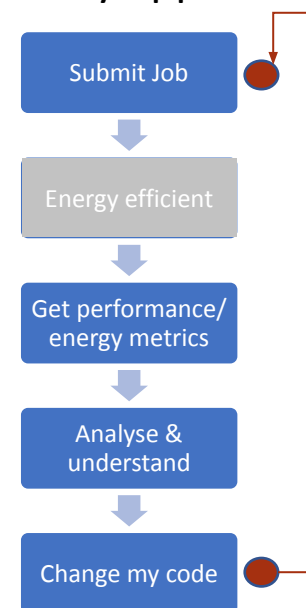 Submit Job
Energy efficient
Get performance/
energy metrics
Analyse &
understand
Change my code